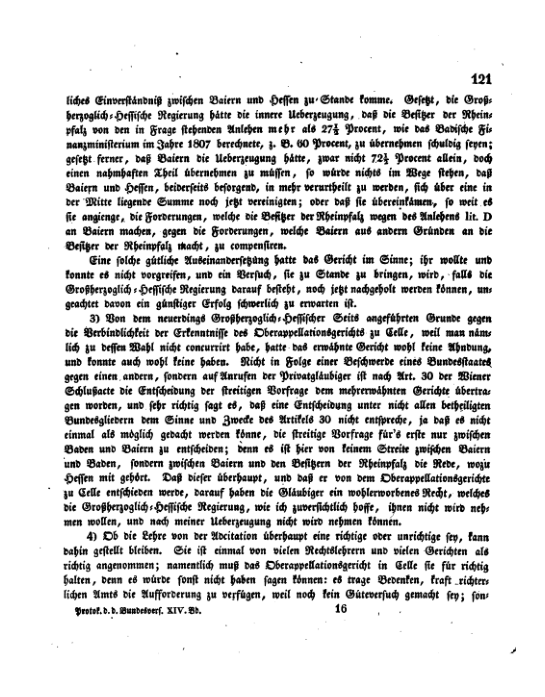 121
liches Einverständniß zwischen Baiern und Hessen zu Stande komme. Gesetzt, die Groß-
herzoglich-Hessische Regierung hätte die innere Ueberzeugung, daß die Besitzer der Rhein-
pfalz von den in Frage stehenden Anlehen mehr als 27½ Procent, wie das Badische Fi-
nanzministerium im Jahre 1807 berechnete, z. B. 60 Procent, zu übernehmen schuldig seyen;
gesetzt ferner, daß Baiern die Ueberzeugung hätte, zwar nicht 72½ Procent allein, doch
einen nahmhaften Theil übernehmen zu müssen, so würde nichts im Wege stehen, daß
Baiern und Hessen, beiderseits besorgend, in mehr verurtheilt zu werden, sich über eine in
der Mitte liegende Summe noch jetzt vereinigten; oder daß sie übereinkämen, so weit es
sie angienge, die Forderungen, welche die Besitzer der Rheinpfalz wegen des Anlehens lit. D
an Baiern machen, gegen die Forderungen, welche Baiern aus andern Gründen an die
Besitzer der Rheinpfalz macht, zu compensiren.
Eine solche gütliche Auseinandersetzung hatte das Gericht im Sinne; ihr wollte und
konnte es nicht vorgreifen, und ein Versuch, sie zu Stande zu bringen, wird, falls die
Großherzoglich-Hessische Regierung darauf besteht, noch jetzt nachgeholt werden können, un-
geachtet davon ein günstiger Erfolg schwerlich zu erwarten ist.
3) Von dem neuerdings Großherzoglich-Hessischer Seits angeführten Grunde gegen
die Verbindlichkeit der Erkenntnisse des Oberappellationsgerichts zu Celle, weil man näm-
lich zu dessen Wahl nicht concurrirt habe, hatte das erwähnte Gericht wohl keine Ahndung,
und konnte auch wohl keine haben. Nicht in Folge einer Beschwerde eines Bundesstaates
gegen einen andern, sondern auf Anrufen der Privatgläubiger ist nach Art. 30 der Wiener
Schlußacte die Entscheidung der streitigen Vorfrage dem mehrerwähnten Gerichte übertra-
gen worden, und sehr richtig sagt es, daß eine Entscheidung unter nicht allen betheiligten
Bundesgliedern dem Sinne und Zwecke des Artikels 30 nicht entspreche, ja daß es nicht
einmal als möglich gedacht werden könne, die streitige Vorfrage für's erste nur zwischen
Baden und Baiern zu entscheiden; denn es ist hier von keinem Streite zwischen Baiern
und Baden, sondern zwischen Baiern und den Besitzern der Rheinpfalz die Rede, wozu
Hessen mit gehört. Daß dieser überhaupt, und daß er von dem Oberappellationsgerichte
zu Celle entschieden werde, darauf haben die Gläubiger ein wohlerworbenes Recht, welches
die Großherzoglich-Hessische Regierung, wie ich zuversichtlich hoffe, ihnen nicht wird neh-
men wollen, und nach meiner Ueberzeugung nicht wird nehmen können.
4) Ob die Lehre von der Adcitation überhaupt eine richtige oder unrichtige sey, kann
dahin gestellt bleiben. Sie ist einmal von vielen Rechtslehrern und vielen Gerichten als
richtig angenommen; namentlich muß das Oberappellationsgericht in Celle sie für richtig
halten, denn es würde sonst nicht haben sagen können: es trage Bedenken, kraft richter-
lichen Amts die Aufforderung zu verfügen, weil noch kein Güteversuch gemacht sey; son-
Protok. d. d. Bundesvers. XIV. Bd. 16